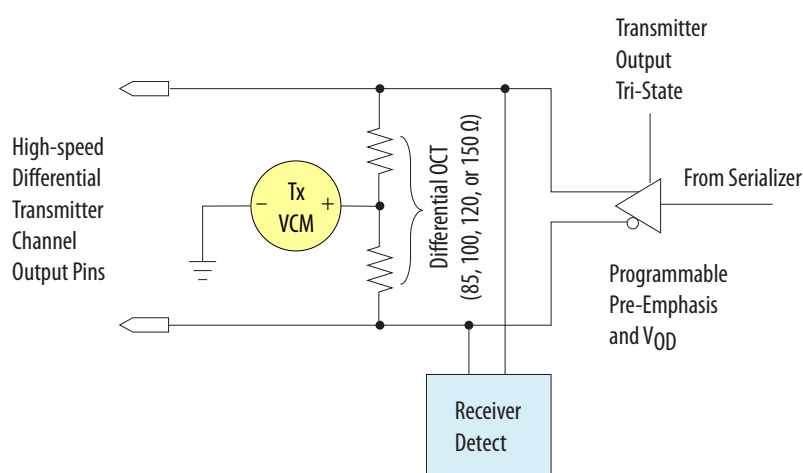 Transmitter
Output
Tri-State
High-speed
Differential
Transmitter
Channel
Output Pins
− Tx +
VCM
Differential OCT
(85, 100, 120, or 150 Ω)
From Serializer
Programmable
Pre-Emphasis
and VOD
Receiver
Detect